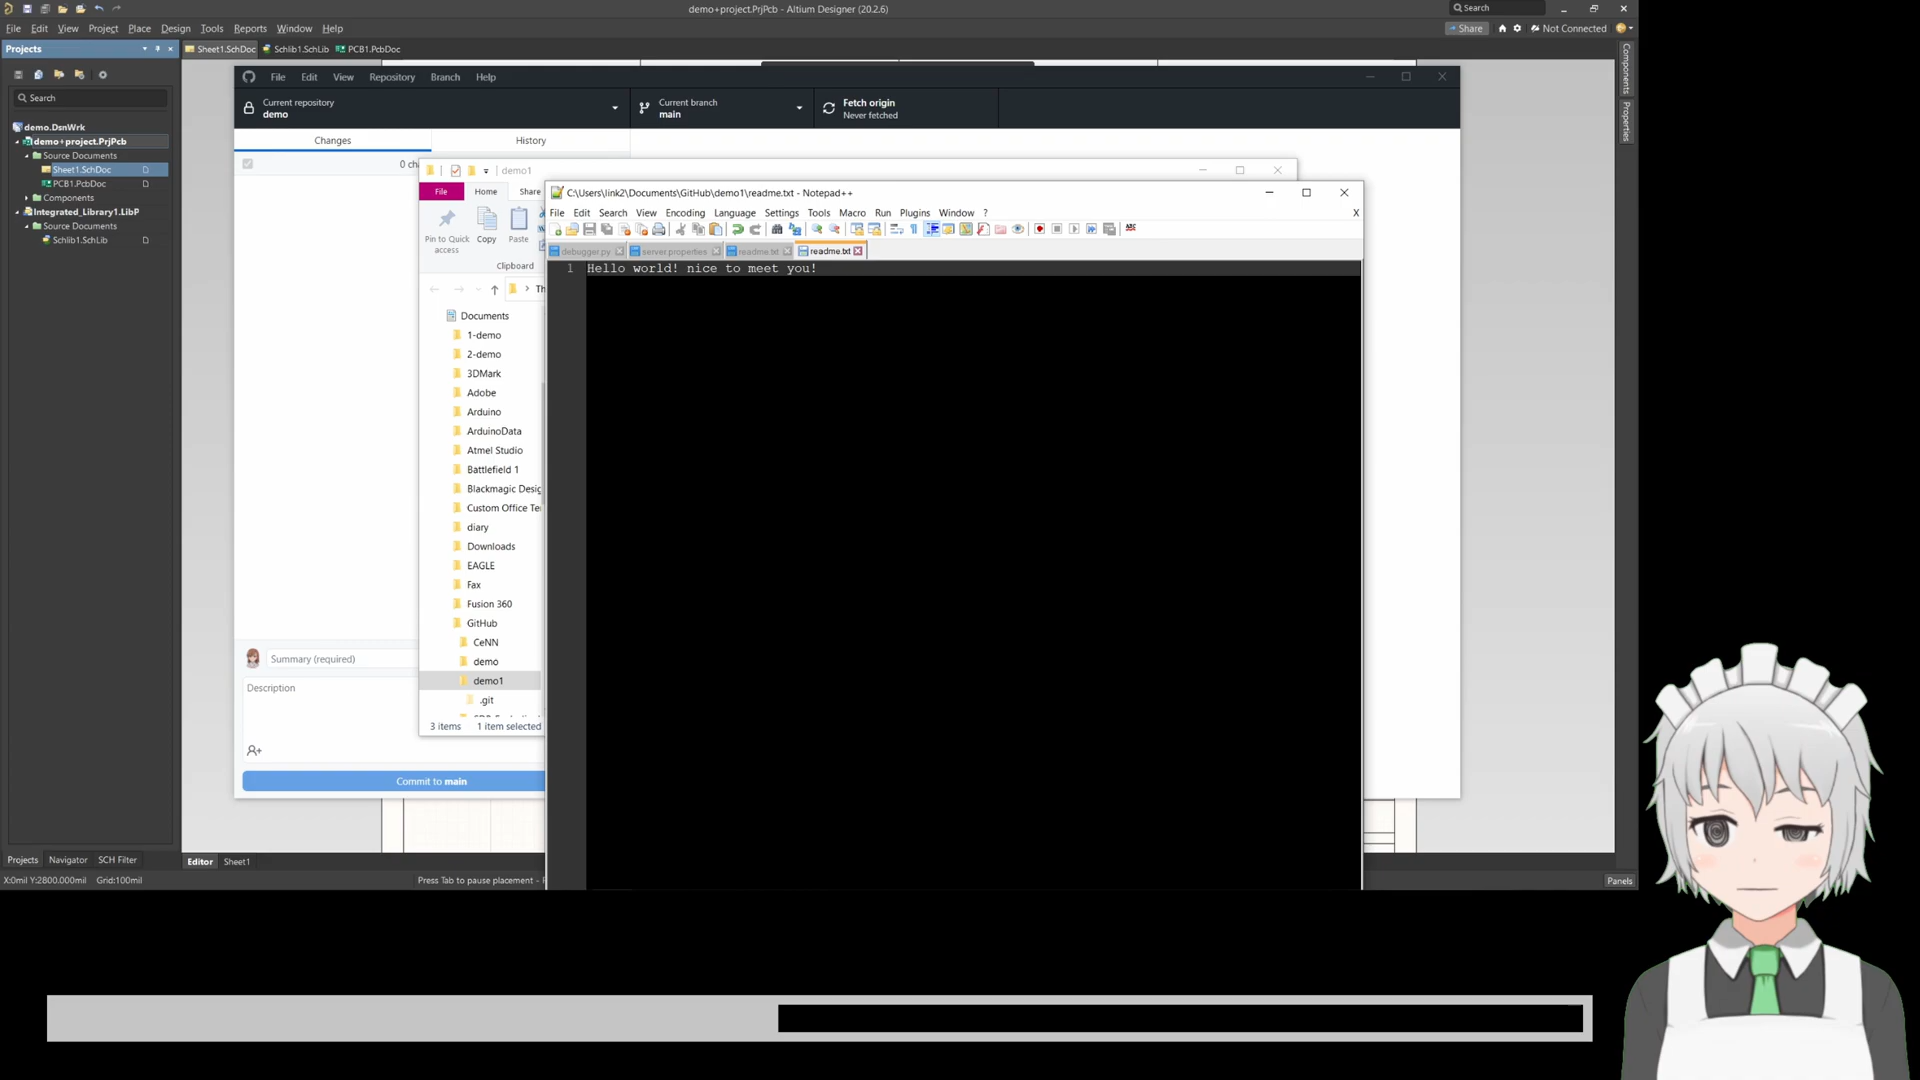 demo+project.PrjPcb - Altium Designer (20.2.6)
Search
File Edit View Project Place Design Tools Reports Window Help
Share
Not Connected
Projects
Sheet1.SchDoc Schlib1.SchLib PCB1.PcbDoc
Search
demo.DsnWrk
demo+project.PrjPcb
Source Documents
Sheet1.SchDoc
PCB1.PcbDoc
Components
Integrated_Library1.LibP
Source Documents
Schlib1.SchLib
Projects Navigator SCH Filter
X:0mil Y:2800.000mil Grid:100mil
Components
Properties
File Edit View Repository Branch Help
Current repository
demo
Current branch
main
Fetch origin
Never fetched
Changes
History
0 cha
Summary (required)
Description
Commit to main
demo1
File Home Share
Pin to Quick
access
Copy
Paste
Clipboard
Th
Documents
1-demo
2-demo
3DMark
Adobe
Arduino
ArduinoData
Atmel Studio
Battlefield 1
Blackmagic Desig
Custom Office Te
diary
Downloads
EAGLE
Fax
Fusion 360
GitHub
CeNN
demo
demo1
.git
3 items 1 item selected
C:\Users\link2\Documents\GitHub\demo1\readme.txt - Notepad++
File Edit Search View Encoding Language Settings Tools Macro Run Plugins Window ?
X
debugger.py server.properties readme.txt readme.txt
1 Hello world! nice to meet you!
Editor Sheet1
Press Tab to pause placement -
Panels